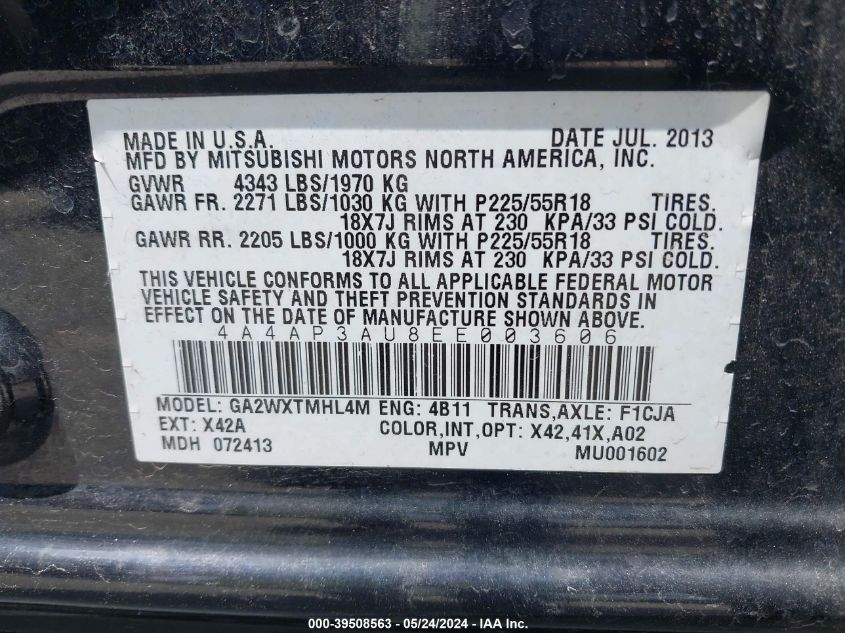 MADE IN U.S.A. DATE JUL. 2013
MFD BY MITSUBISHI MOTORS NORTH AMERICA, INC.
GVWR 4343 LBS/1970 KG
GAWR FR. 2271 LBS/1030 KG WITH P225/55R18 TIRES.
18X7J RIMS AT 230 KPA/33 PSI COLD.
GAWR RR. 2205 LBS/1000 KG WITH P225/55R18 TIRES.
18X7J RIMS AT 230 KPA/33 PSI COLD.
THIS VEHICLE CONFORMS TO ALL APPLICABLE FEDERAL MOTOR
VEHICLE SAFETY AND THEFT PREVENTION STANDARDS IN
EFFECT ON THE DATE OF MANUFACTURE SHOWN ABOVE.
4A4AP3AU8EE003606
MODEL: GA2WXTMHL4M ENG: 4B11 TRANS,AXLE: F1CJA
EXT: X42A COLOR,INT,OPT: X42,41X,A02
MDH 072413 MPV MU001602
000-39508563 - 05/24/2024 - IAA Inc.